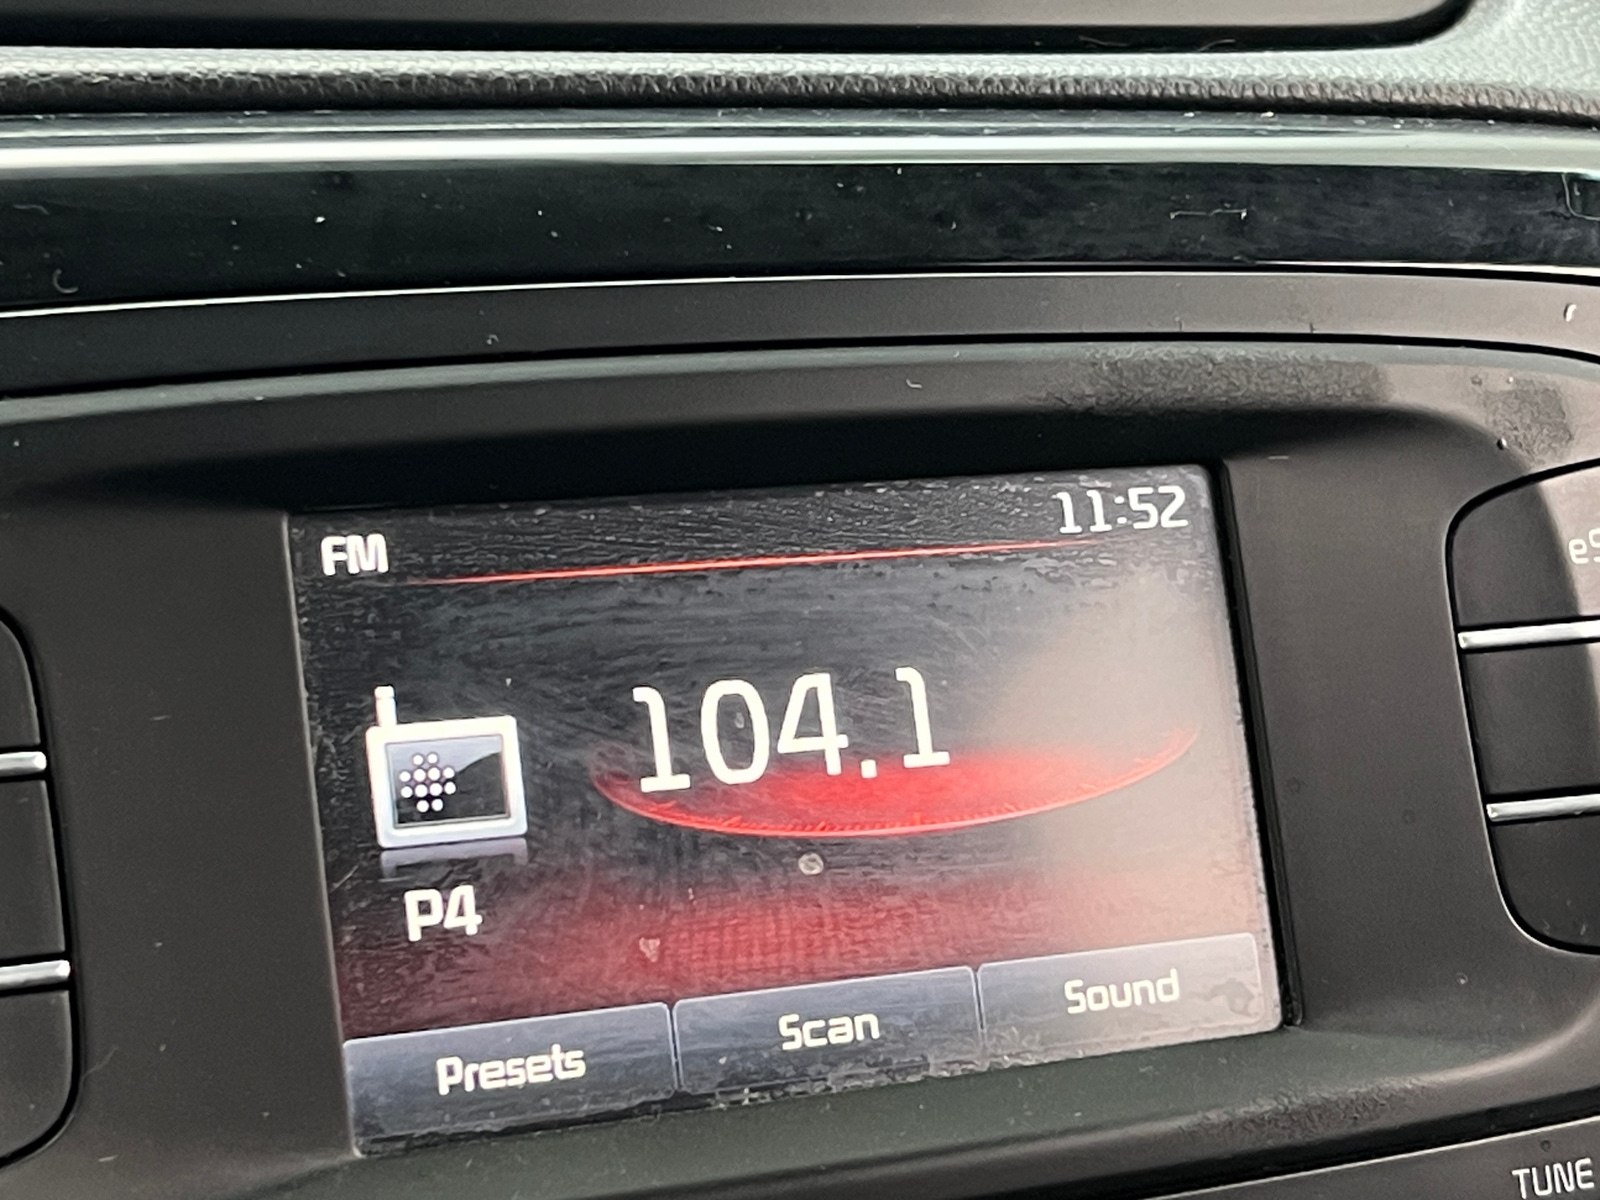 FM
11:52
104.1
P4
Presets
Scan
Sound
TUNE